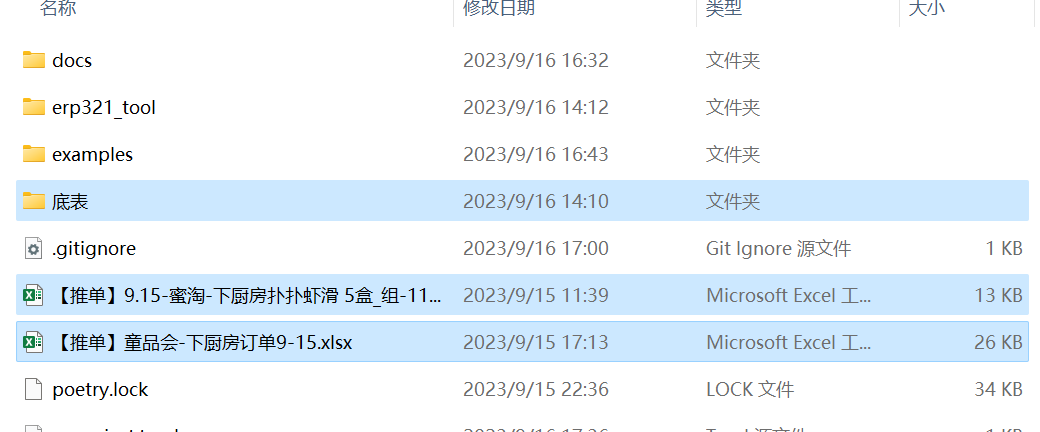 名称 修改日期 类型 大小
docs 2023/9/16 16:32 文件夹
erp321_tool 2023/9/16 14:12 文件夹
examples 2023/9/16 16:43 文件夹
底表 2023/9/16 14:10 文件夹
.gitignore 2023/9/16 17:00 Git Ignore 源文件 1 KB
【推单】9.15-蜜淘-下厨房扑扑虾滑 5盒_组-11... 2023/9/15 11:39 Microsoft Excel 工... 13 KB
【推单】童品会-下厨房订单9-15.xlsx 2023/9/15 17:13 Microsoft Excel 工... 26 KB
poetry.lock 2023/9/15 22:36 LOCK 文件 34 KB